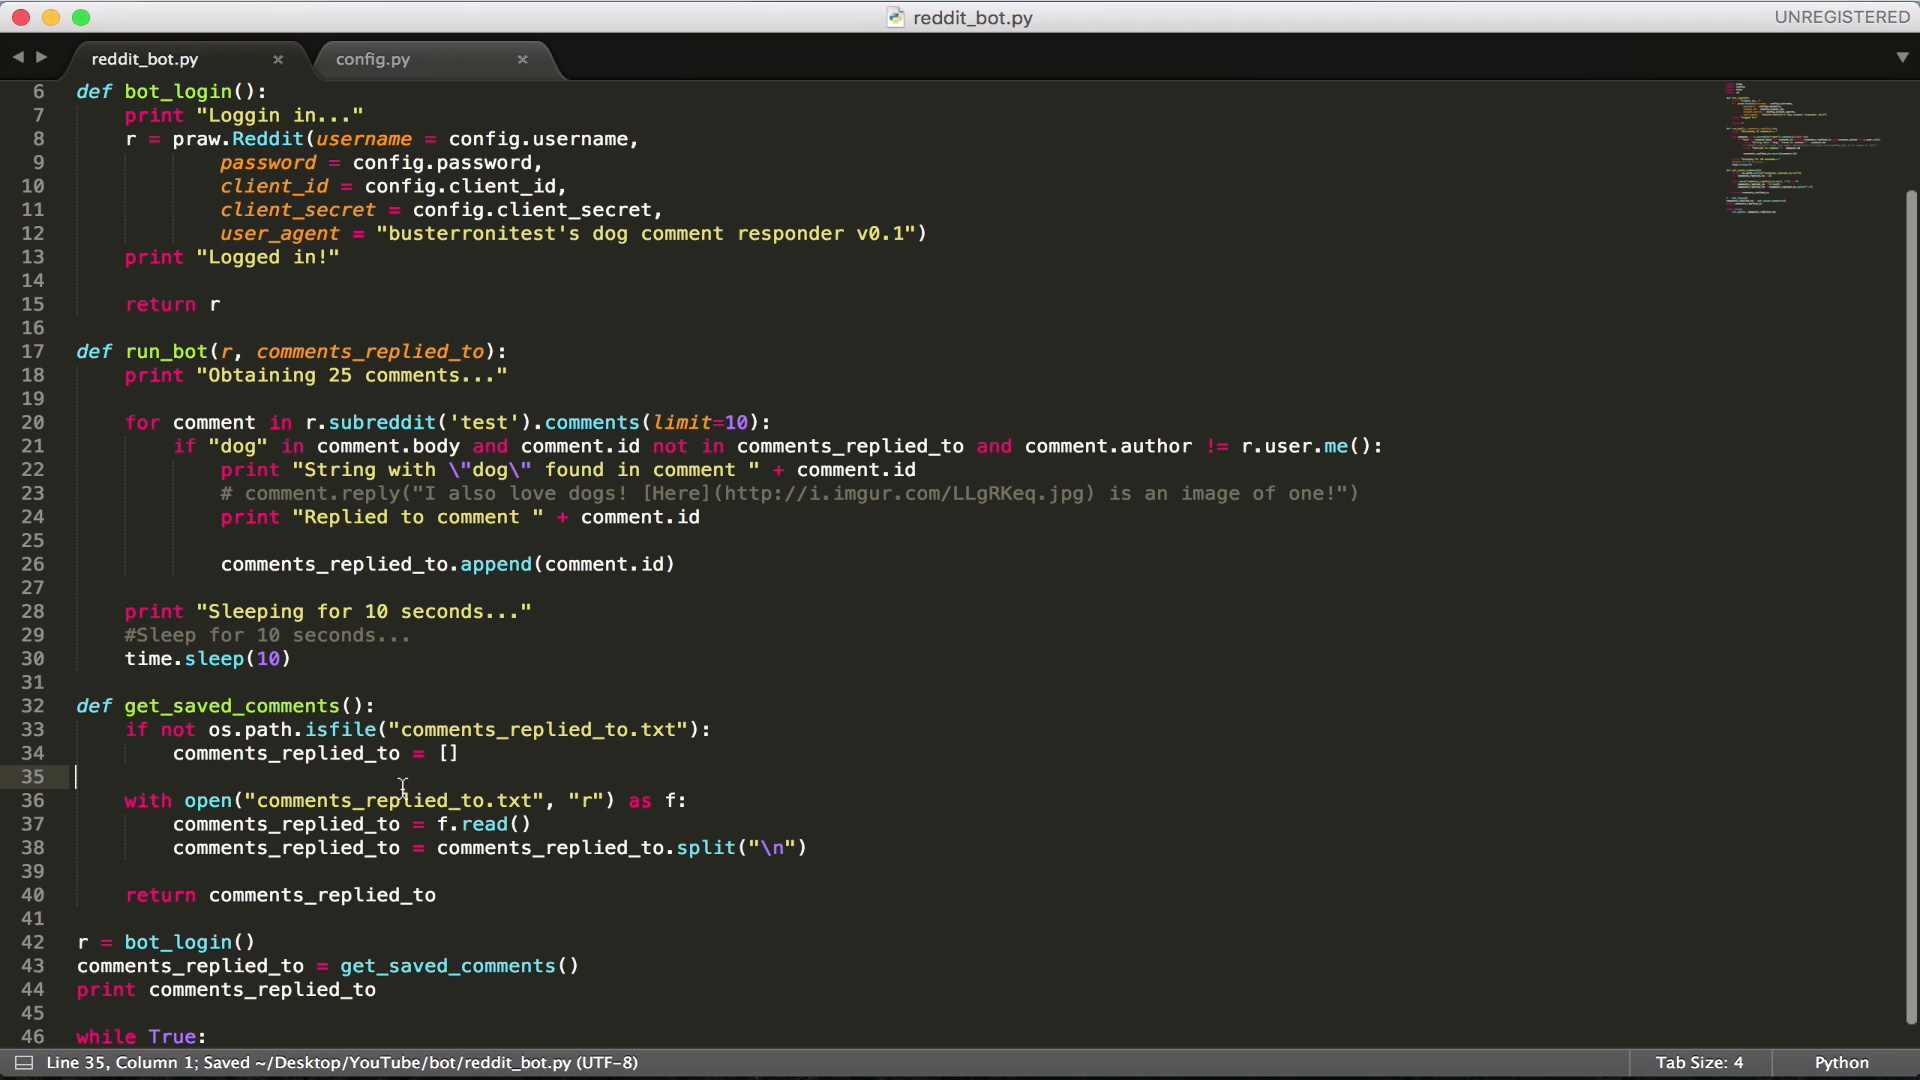 reddit_bot.py
UNREGISTERED
reddit_bot.py × config.py ×
6 def bot_login():
7     print "Loggin in..."
8     r = praw.Reddit(username = config.username,
9             password = config.password,
10             client_id = config.client_id,
11             client_secret = config.client_secret,
12             user_agent = "busterronitest's dog comment responder v0.1")
13     print "Logged in!"
14
15     return r
16
17 def run_bot(r, comments_replied_to):
18     print "Obtaining 25 comments..."
19
20     for comment in r.subreddit('test').comments(limit=10):
21         if "dog" in comment.body and comment.id not in comments_replied_to and comment.author != r.user.me():
22             print "String with \"dog\" found in comment " + comment.id
23             # comment.reply("I also love dogs! [Here](http://i.imgur.com/LLgRKeq.jpg) is an image of one!")
24             print "Replied to comment " + comment.id
25
26             comments_replied_to.append(comment.id)
27
28     print "Sleeping for 10 seconds..."
29     #Sleep for 10 seconds...
30     time.sleep(10)
31
32 def get_saved_comments():
33     if not os.path.isfile("comments_replied_to.txt"):
34         comments_replied_to = []
35
36     with open("comments_replied_to.txt", "r") as f:
37         comments_replied_to = f.read()
38         comments_replied_to = comments_replied_to.split("\n")
39
40     return comments_replied_to
41
42 r = bot_login()
43 comments_replied_to = get_saved_comments()
44 print comments_replied_to
45
46 while True:
Line 35, Column 1; Saved ~/Desktop/YouTube/bot/reddit_bot.py (UTF-8)
Tab Size: 4
Python